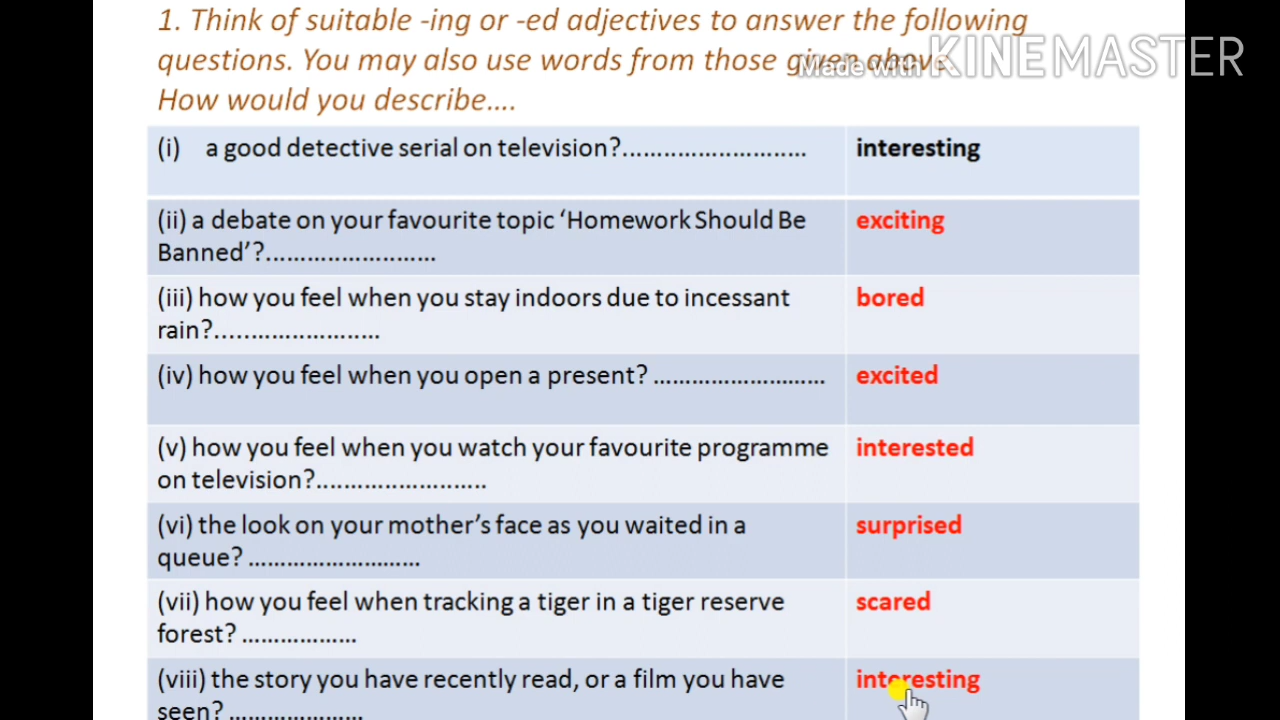 1. Think of suitable -ing or -ed adjectives to answer the following
questions. You may also use words from those given above.
Made with KINEMASTER
How would you describe....
(i) a good detective serial on television?........................... interesting
(ii) a debate on your favourite topic ‘Homework Should Be exciting
Banned’?.........................
(iii) how you feel when you stay indoors due to incessant bored
rain?........................
(iv) how you feel when you open a present? .......................... excited
(v) how you feel when you watch your favourite programme interested
on television?.........................
(vi) the look on your mother’s face as you waited in a surprised
queue? ..........................
(vii) how you feel when tracking a tiger in a tiger reserve scared
forest? .................
(viii) the story you have recently read, or a film you have interesting
seen? ....................